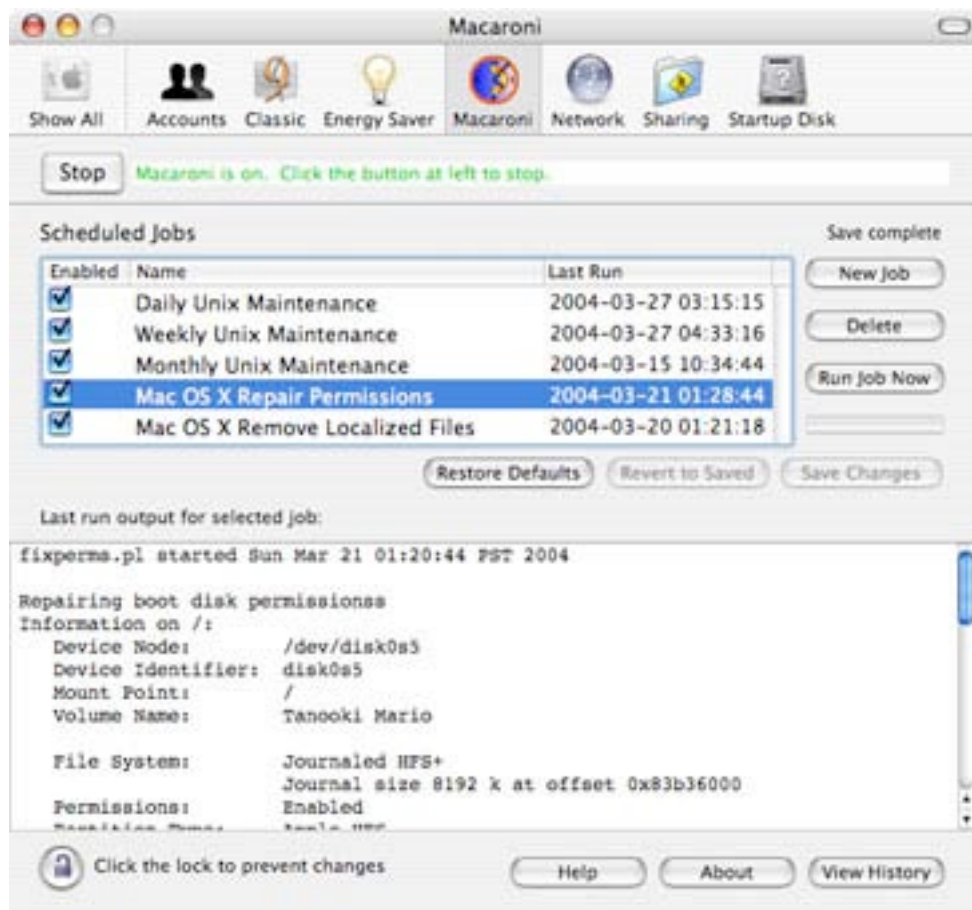 Macaroni
Show All Accounts Classic Energy Saver Macaroni Network Sharing Startup Disk
Stop Macaroni is on. Click the button at left to stop.
Scheduled Jobs Save complete
Enabled Name Last Run New Job
Daily Unix Maintenance 2004-03-27 03:15:15
Weekly Unix Maintenance 2004-03-27 04:33:16 Delete
Monthly Unix Maintenance 2004-03-15 10:34:44
Mac OS X Repair Permissions 2004-03-21 01:28:44 Run Job Now
Mac OS X Remove Localized Files 2004-03-20 01:21:18
Restore Defaults Revert to Saved Save Changes
Last run output for selected job:
fixperms.pl started Sun Mar 21 01:20:44 PST 2004
Repairing boot disk permissionss
Information on /:
Device Node: /dev/disk0s5
Device Identifier: disk0s5
Mount Point: /
Volume Name: Tanooki Mario
File System: Journaled HFS+
Journal size 8192 k at offset 0x83b36000
Permissions: Enabled
Click the lock to prevent changes Help About View History